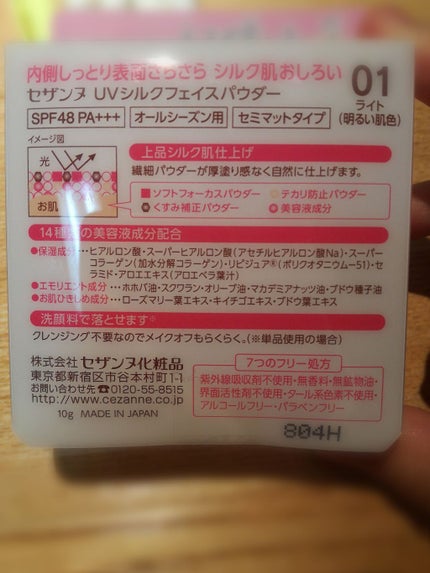 内側しっとり表面さらさら シルク肌おしろい
セザンヌ UVシルクフェイスパウダー
01
ライト
(明るい肌色)
SPF48 PA+++
オールシーズン用
セミマットタイプ
イメージ図
光
お肌
上品シルク肌仕上げ
繊細パウダーが厚塗り感なく自然に仕上げます。
ソフトフォーカスパウダー
テカリ防止パウダー
くすみ補正パウダー
美容液成分
14種類の美容液成分配合
●保湿成分…ヒアルロン酸・スーパーヒアルロン酸(アセチルヒアルロン酸Na)・スーパー
コラーゲン(加水分解コラーゲン)・リピジュア®(ポリクオタニウム-51)・セ
ラミド・アロエエキス(アロエベラ葉汁)
●エモリエント成分…ホホバ油・スクワラン・オリーブ油・マカデミアナッツ油・ブドウ種子油
●お肌ひきしめ成分…ローズマリー葉エキス・キイチゴエキス・ブドウ葉エキス
洗顔料で落とせます※
クレンジング不要なのでメイクオフもらくらく。(※単品使用の場合)
株式会社 セザンヌ化粧品
東京都新宿区市谷本村町1-1
お問い合せ先 ☎0120-55-8515
http://www.cezanne.co.jp
10g MADE IN JAPAN
7つのフリー処方
紫外線吸収剤不使用・無香料・無鉱物油・
界面活性剤不使用・タール系色素不使用・
アルコールフリー・パラベンフリー
804H